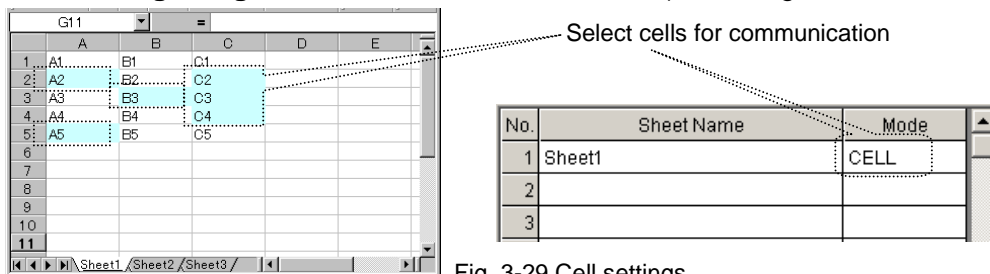 G11 =
A B C D E
1 A1 B1 C1
2 A2 B2 C2
3 A3 B3 C3
4 A4 B4 C4
5 A5 B5 C5
6
7
8
9
10
11
Sheet1 Sheet2 Sheet3
Select cells for communication
No. Sheet Name Mode
1 Sheet1 CELL
2
3
Fig. 3-29 Cell settings